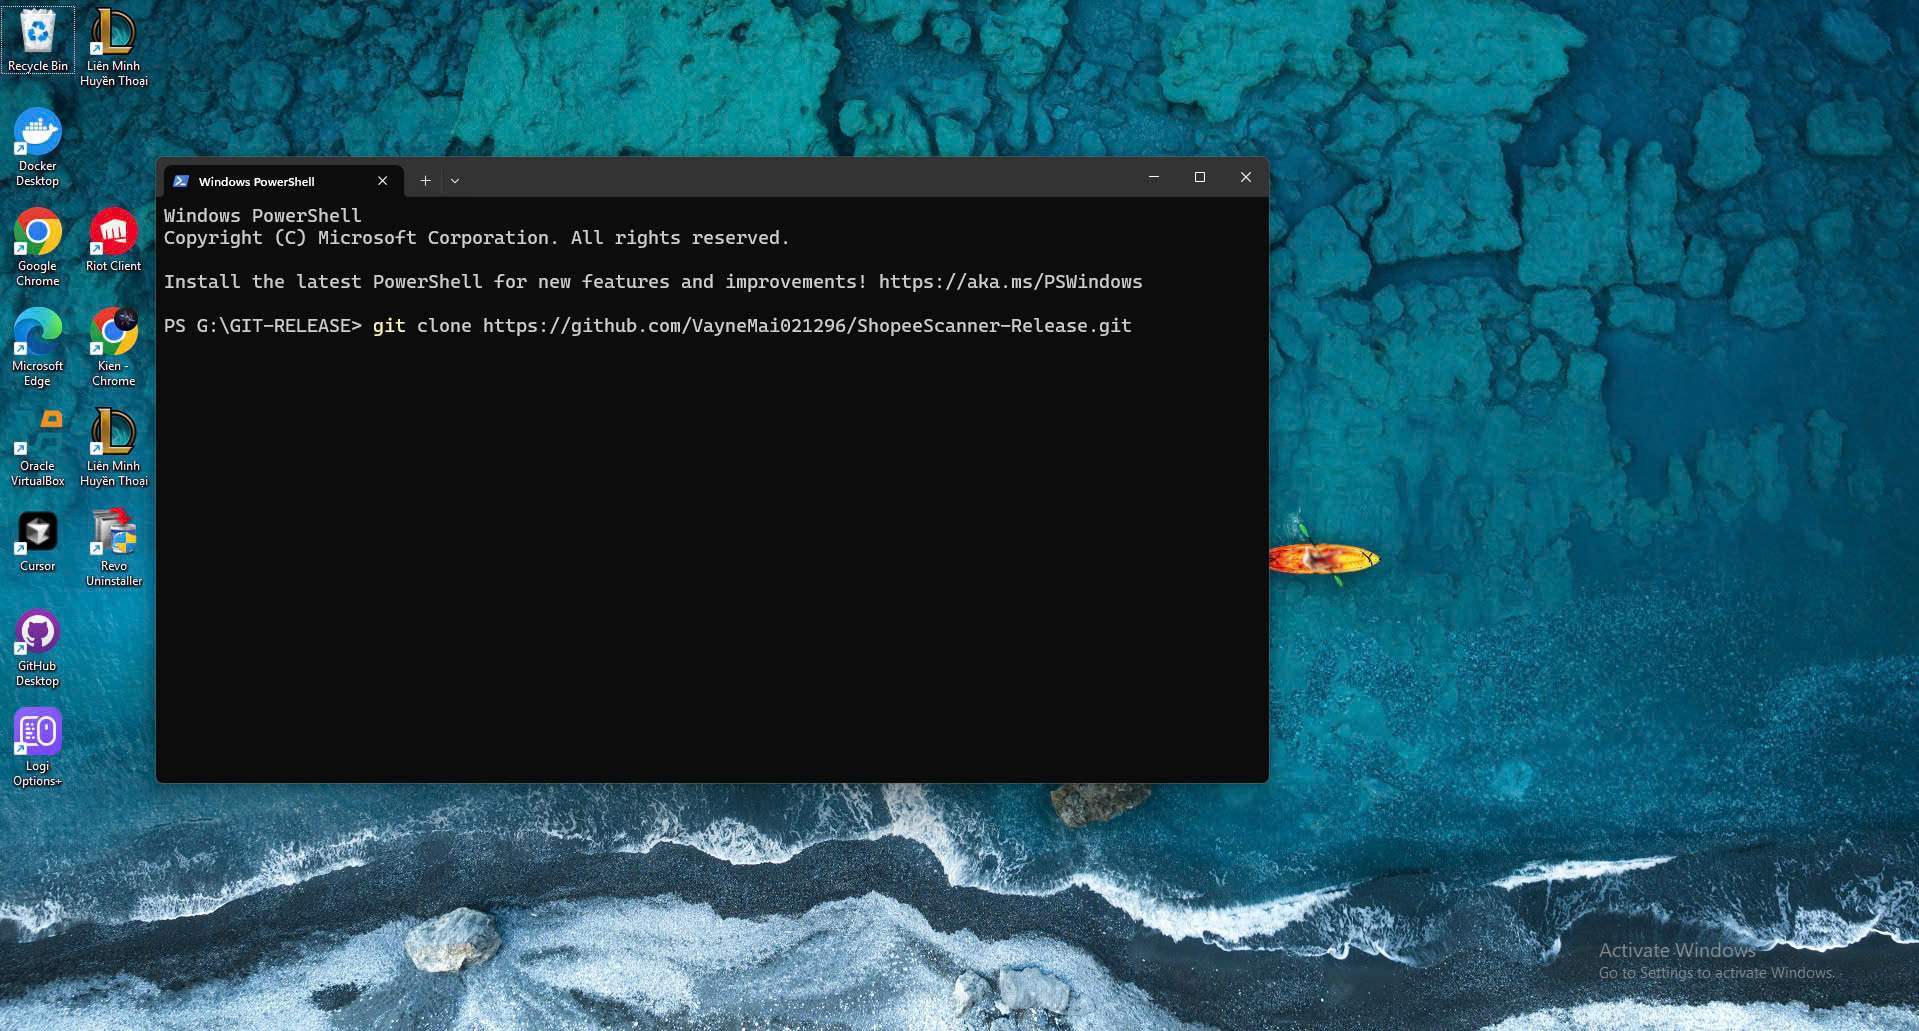 Recycle Bin
Liên Minh
Huyền Thoại
Docker
Desktop
Google
Chrome
Riot Client
Microsoft
Edge
Kien -
Chrome
Oracle
VirtualBox
Liên Minh
Huyền Thoại
Cursor
Revo
Uninstaller
GitHub
Desktop
Logi
Options+
Windows PowerShell
Windows PowerShell
Copyright (C) Microsoft Corporation. All rights reserved.
Install the latest PowerShell for new features and improvements! https://aka.ms/PSWindows
PS G:\GIT-RELEASE> git clone https://github.com/VayneMai021296/ShopeeScanner-Release.git
Activate Windows
Go to Settings to activate Windows.